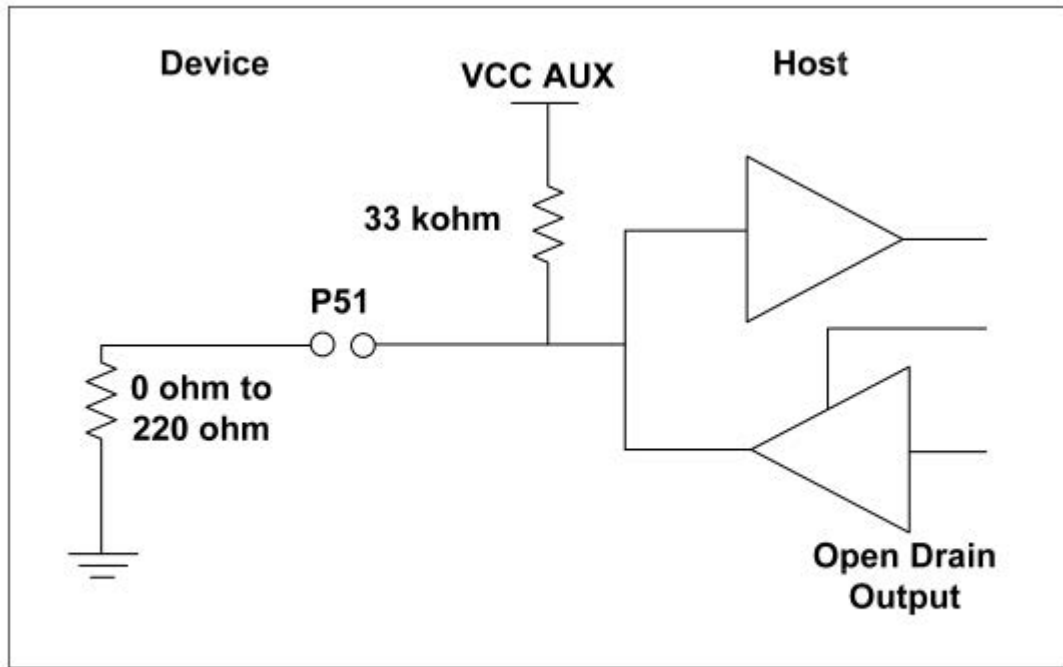 Device
VCC AUX
Host
33 kohm
P51
0 ohm to
220 ohm
Open Drain
Output